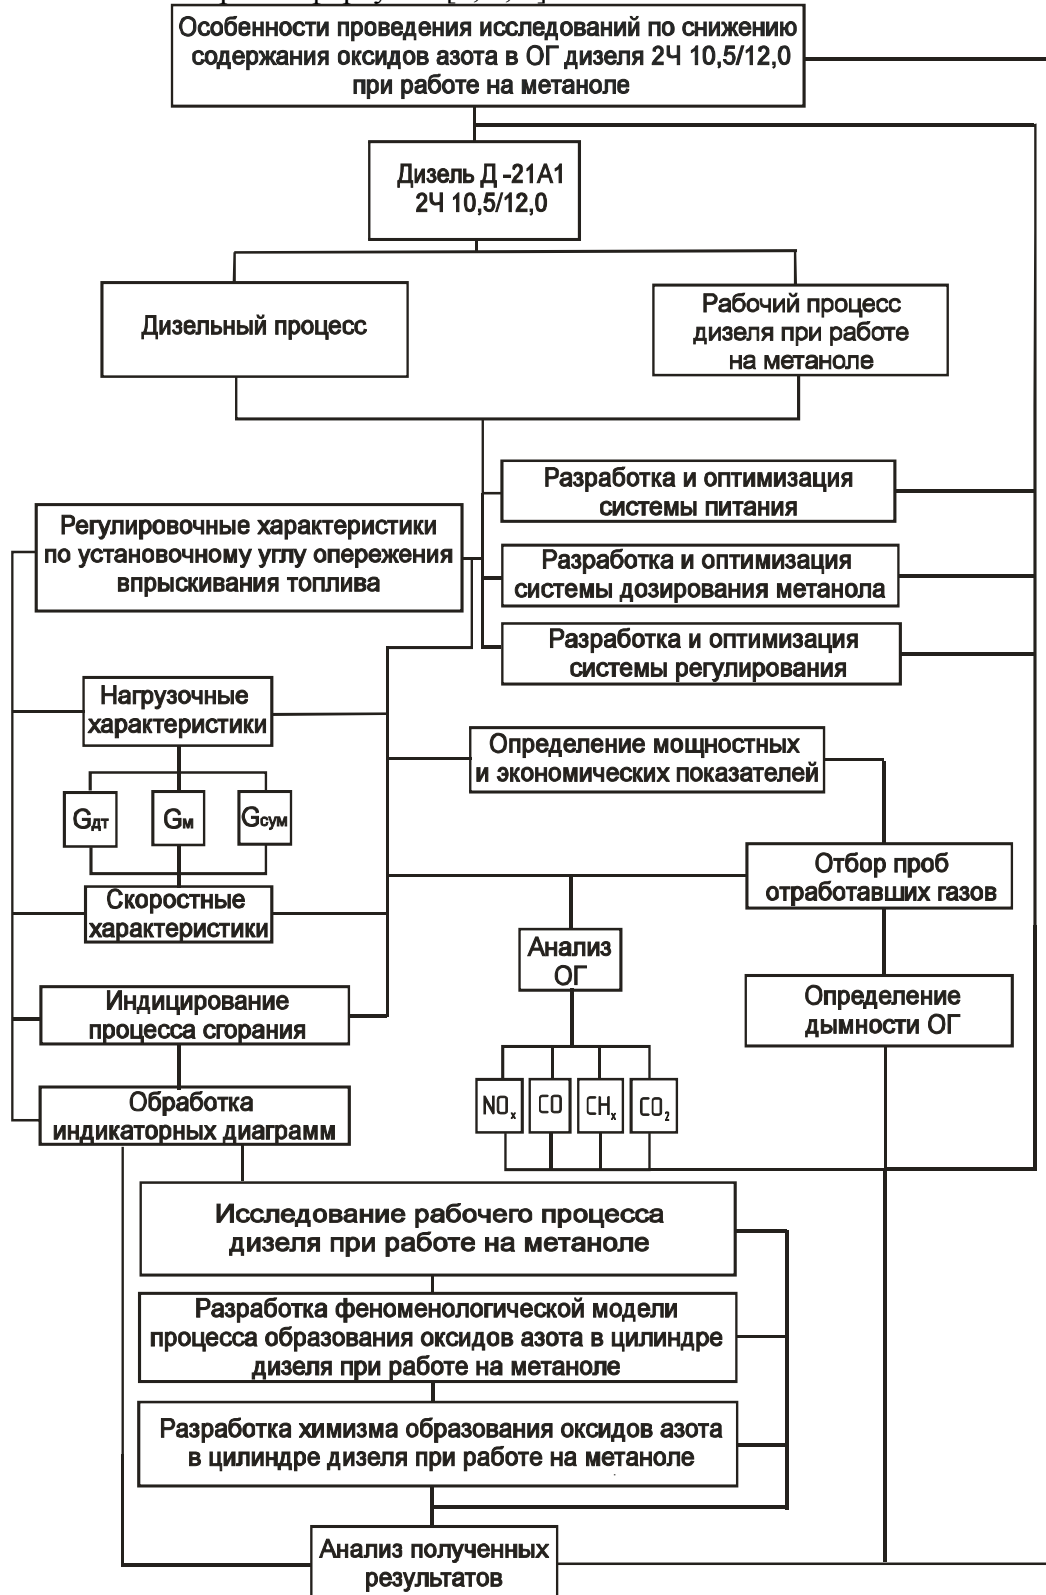 Особенности проведения исследований по снижению
содержания оксидов азота в ОГ дизеля 2Ч 10,5/12,0
при работе на метаноле
Дизель Д -21А1
2Ч 10,5/12,0
Дизельный процесс
Рабочий процесс
дизеля при работе
на метаноле
Разработка и оптимизация
системы питания
Регулировочные характеристики
по установочному углу опережения
впрыскивания топлива
Разработка и оптимизация
системы дозирования метанола
Разработка и оптимизация
системы регулирования
Нагрузочные
характеристики
Определение мощностных
и экономических показателей
Gдт
Gм
Gсум
Отбор проб
отработавших газов
Скоростные
характеристики
Анализ
ОГ
Индицирование
процесса сгорания
Определение
дымности ОГ
NOx
CO
CHx
CO2
Обработка
индикаторных диаграмм
Исследование рабочего процесса
дизеля при работе на метаноле
Разработка феноменологической модели
процесса образования оксидов азота в цилиндре
дизеля при работе на метаноле
Разработка химизма образования оксидов азота
в цилиндре дизеля при работе на метаноле
Анализ полученных
результатов